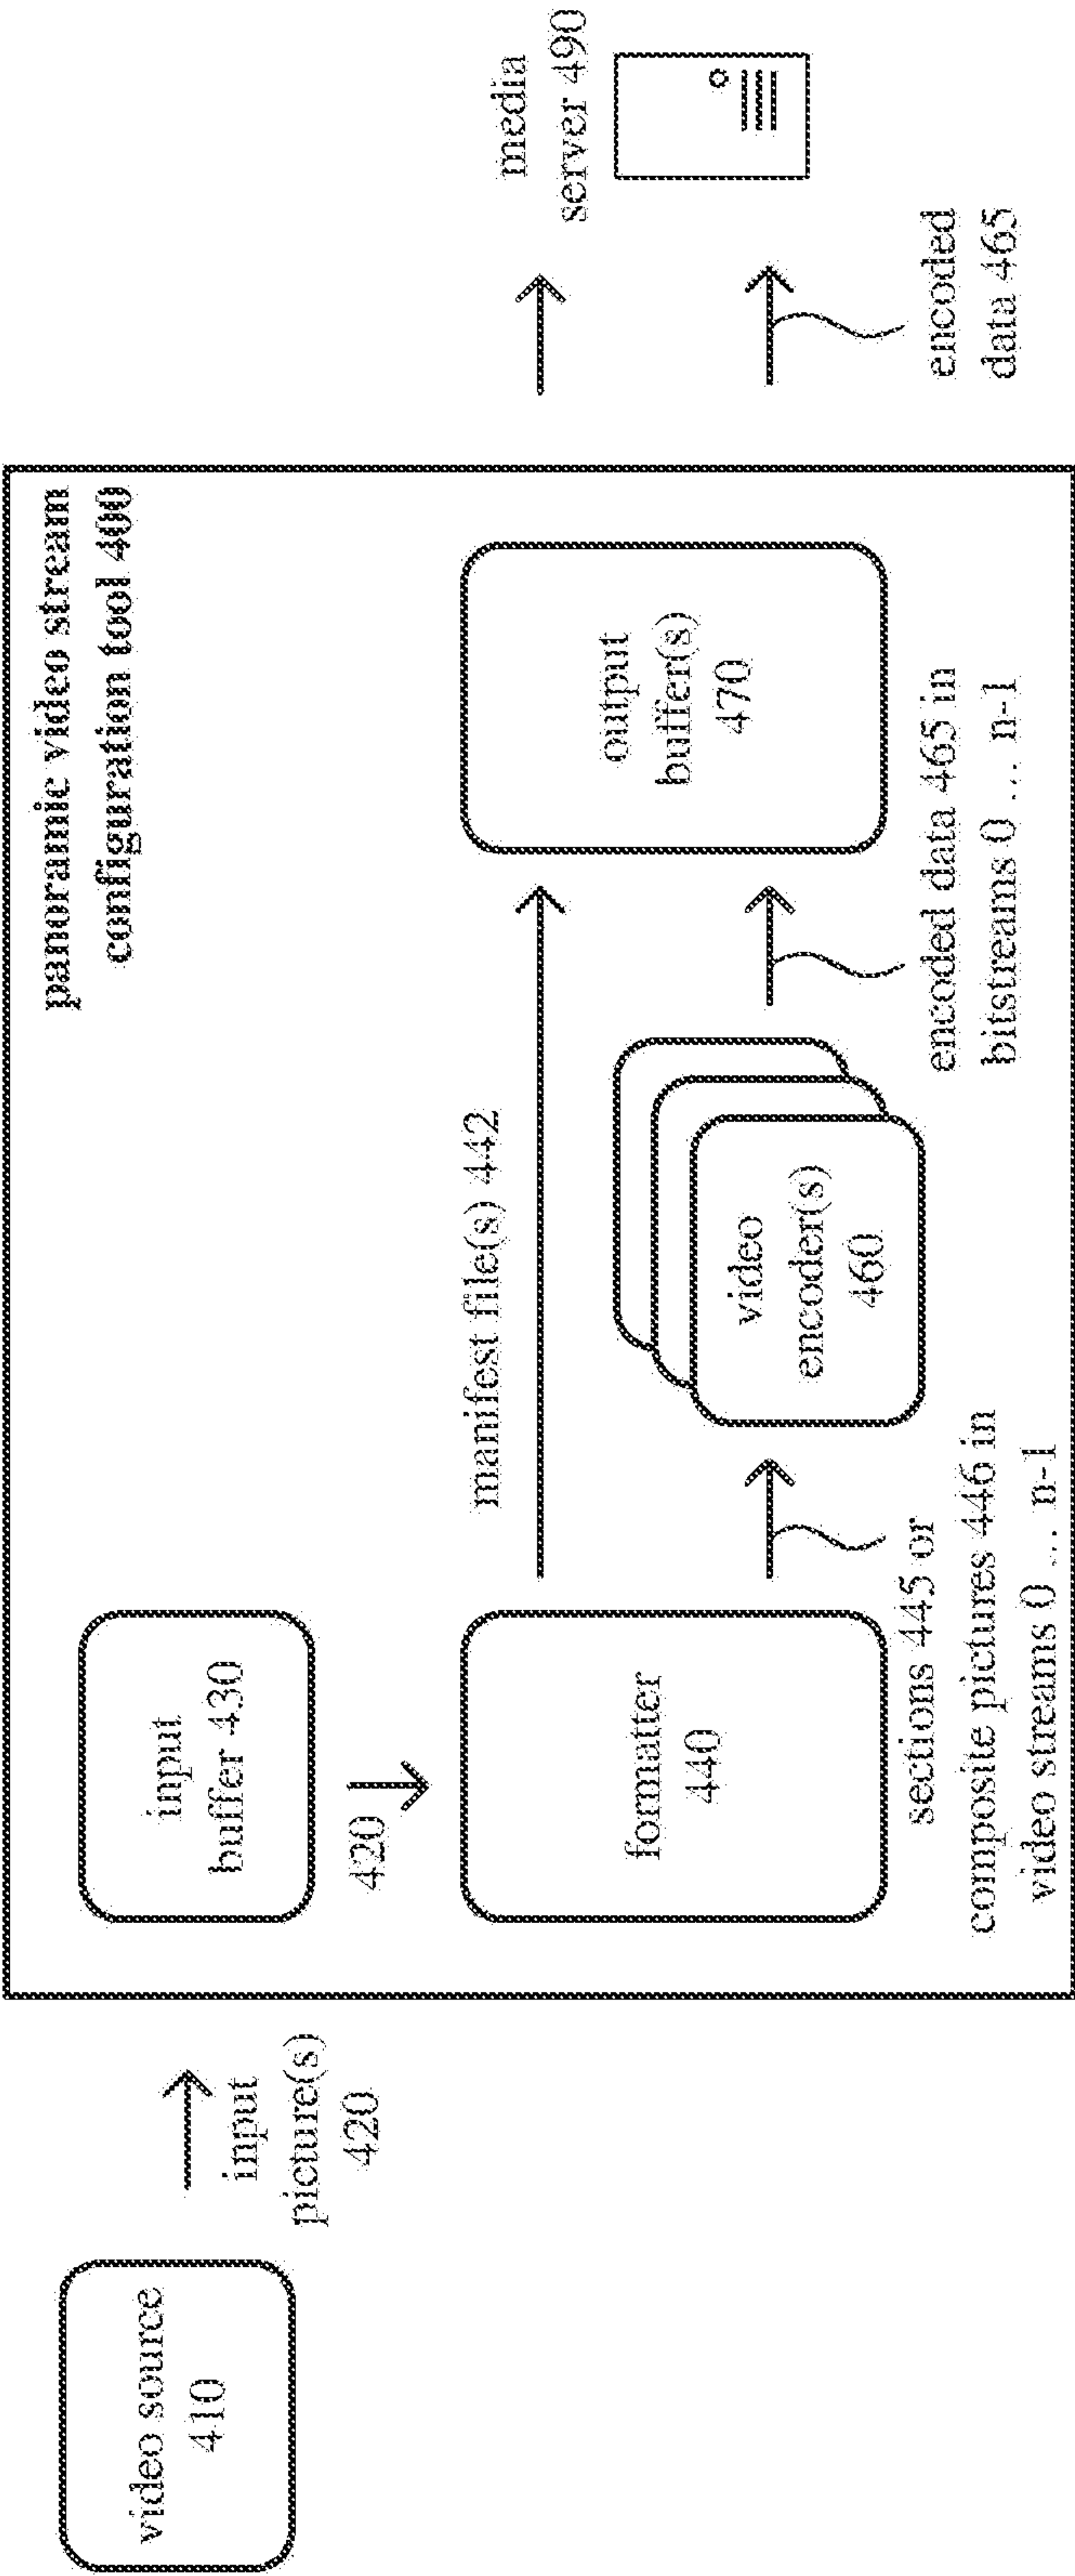 video source
410
input
picture(s)
420
panoramic video stream
configuration tool 400
input
buffer 430
420
formatter
440
manifest file(s) 442
sections 445 or
composite pictures 446 in
video streams 0 ... n-1
video
encoder(s)
460
encoded data 465 in
bitstreams 0 ... n-1
output
buffer(s)
470
media
server 490
encoded
data 465